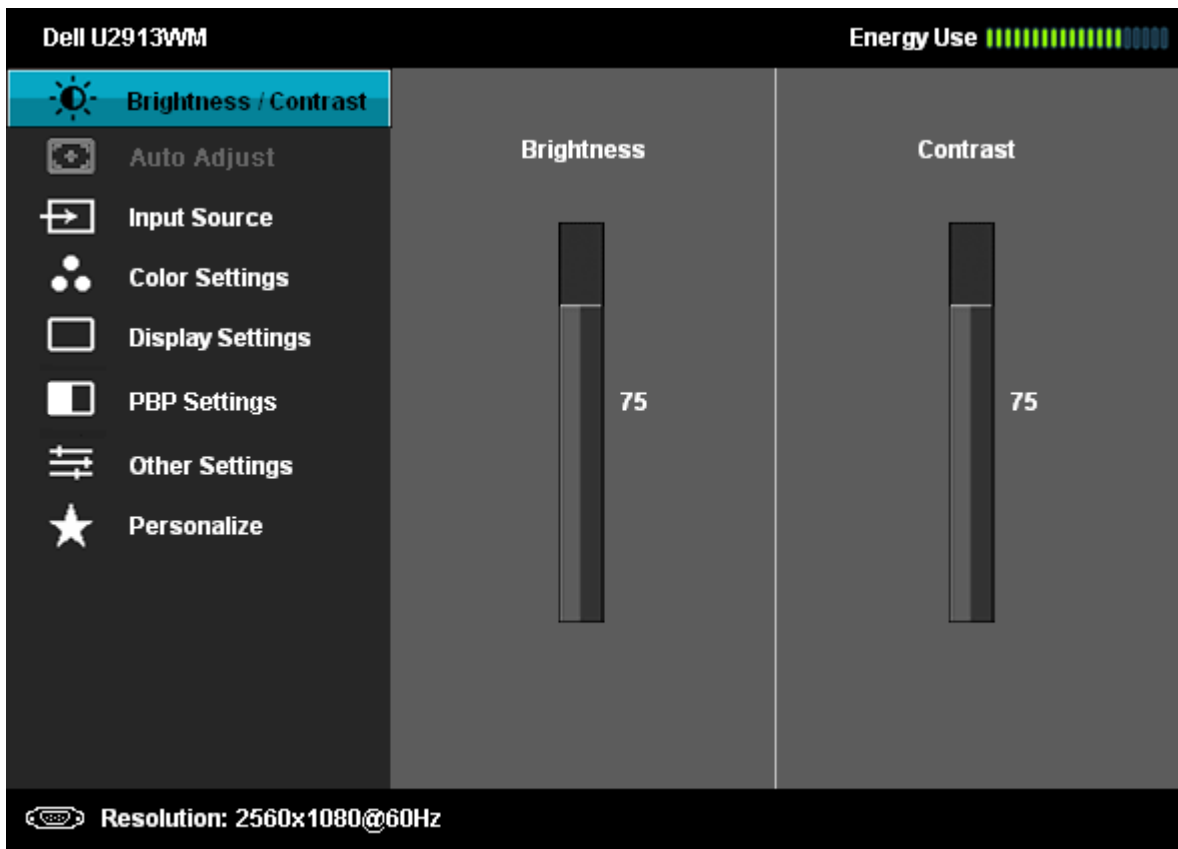 Dell U2913WM
Energy Use
Brightness / Contrast
Auto Adjust
Input Source
Color Settings
Display Settings
PBP Settings
Other Settings
Personalize
Brightness
75
Contrast
75
Resolution: 2560x1080@60Hz